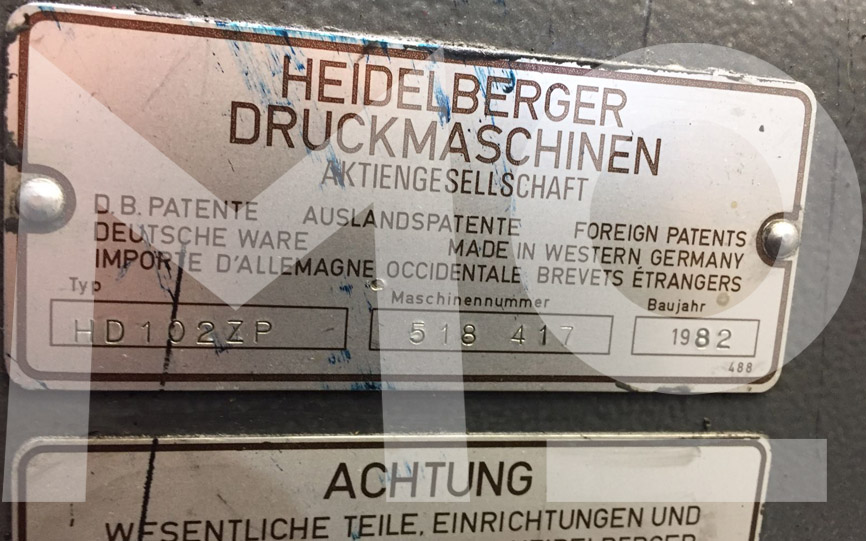 HEIDELBERGER
DRUCKMASCHINEN
AKTIENGESELLSCHAFT
D.B. PATENTE AUSLANDSPATENTE FOREIGN PATENTS
DEUTSCHE WARE MADE IN WESTERN GERMANY
IMPORTE D'ALLEMAGNE OCCIDENTALE BREVETS ÉTRANGERS
Typ Maschinennummer Baujahr
HD102ZP 518 417 1982
488
ACHTUNG
WESENTLICHE TEILE, EINRICHTUNGEN UND
HEIDELBERGER